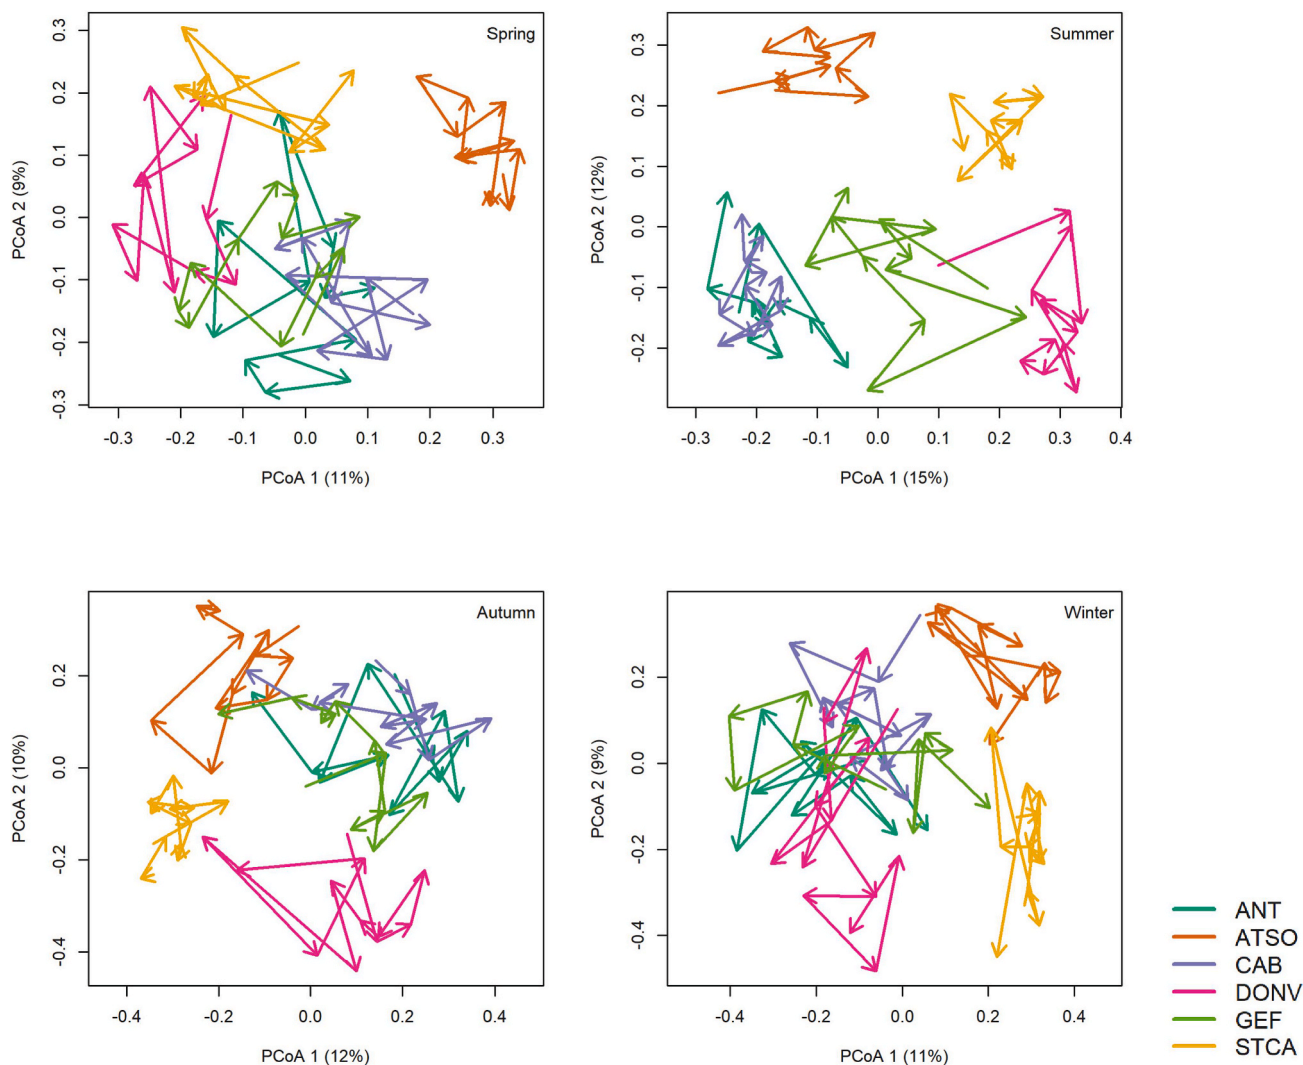 Spring
0.3
0.2
0.1
0.0
-0.1
-0.2
-0.3
PCoA 2 (9%)
-0.3 -0.2 -0.1 0.0 0.1 0.2 0.3
PCoA 1 (11%)
Summer
0.3
0.2
0.1
0.0
-0.1
-0.2
PCoA 2 (12%)
-0.3 -0.2 -0.1 0.0 0.1 0.2 0.3 0.4
PCoA 1 (15%)
Autumn
0.2
0.0
-0.2
-0.4
PCoA 2 (10%)
-0.4 -0.2 0.0 0.2 0.4
PCoA 1 (12%)
Winter
0.2
0.0
-0.2
-0.4
PCoA 2 (9%)
-0.4 -0.2 0.0 0.2 0.4
PCoA 1 (11%)
ANT
ATSO
CAB
DONV
GEF
STCA